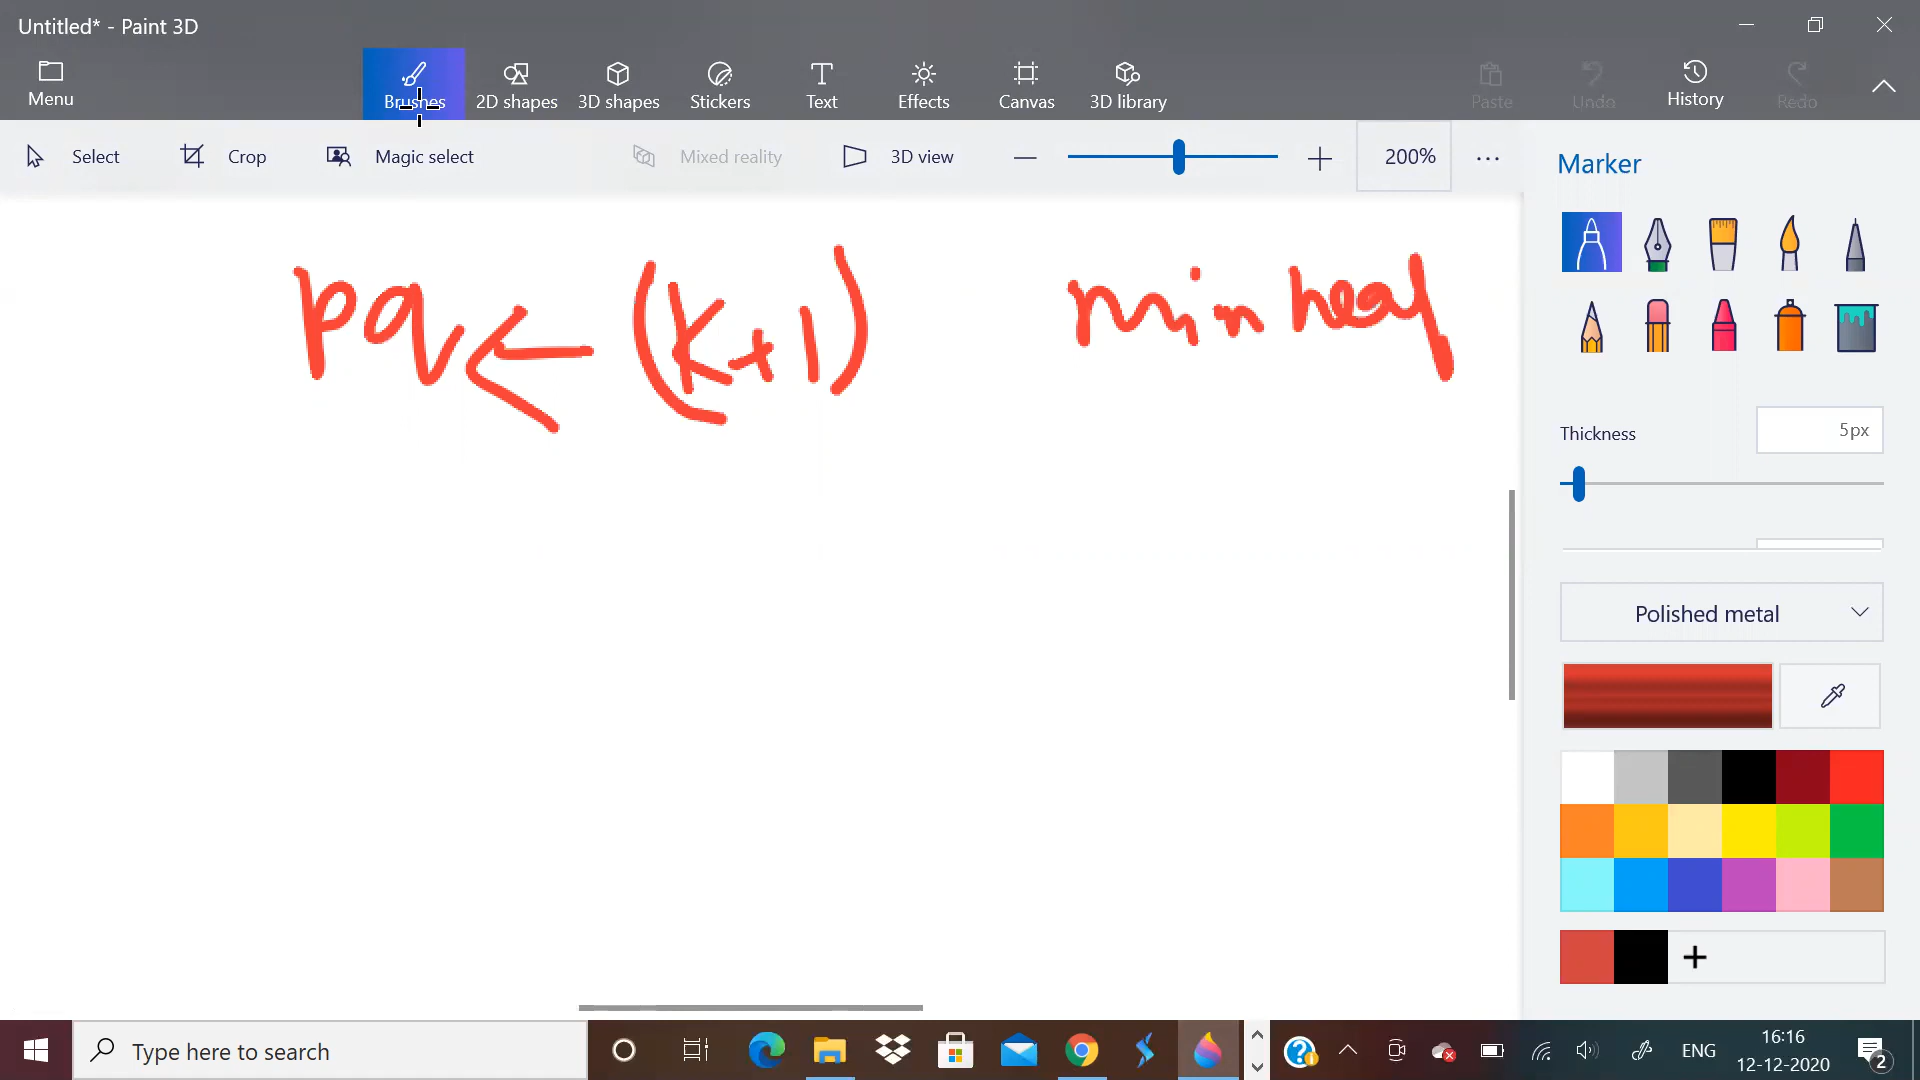 Untitled* - Paint 3D
Menu
Brushes
2D shapes
3D shapes
Stickers
Text
Effects
Canvas
3D library
Paste
Undo
History
Redo
Select
Crop
Magic select
Mixed reality
3D view
200%
Marker
pq ← (k+1) min heap
Thickness
5px
Polished metal
Type here to search
ENG
16:16
12-12-2020
2